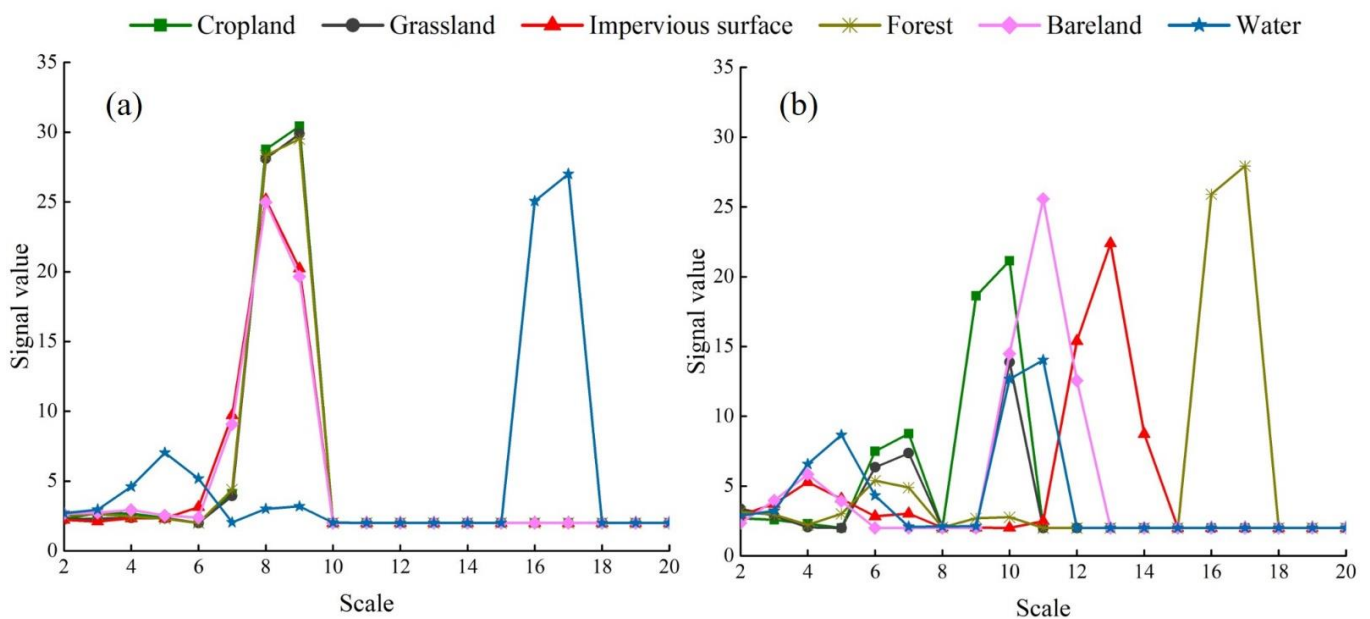 Cropland Grassland Impervious surface Forest Bareland Water
(a)
35
30
25
20
15
10
5
0
Signal value
2 4 6 8 10 12 14 16 18 20
Scale
(b)
35
30
25
20
15
10
5
0
Signal value
2 4 6 8 10 12 14 16 18 20
Scale